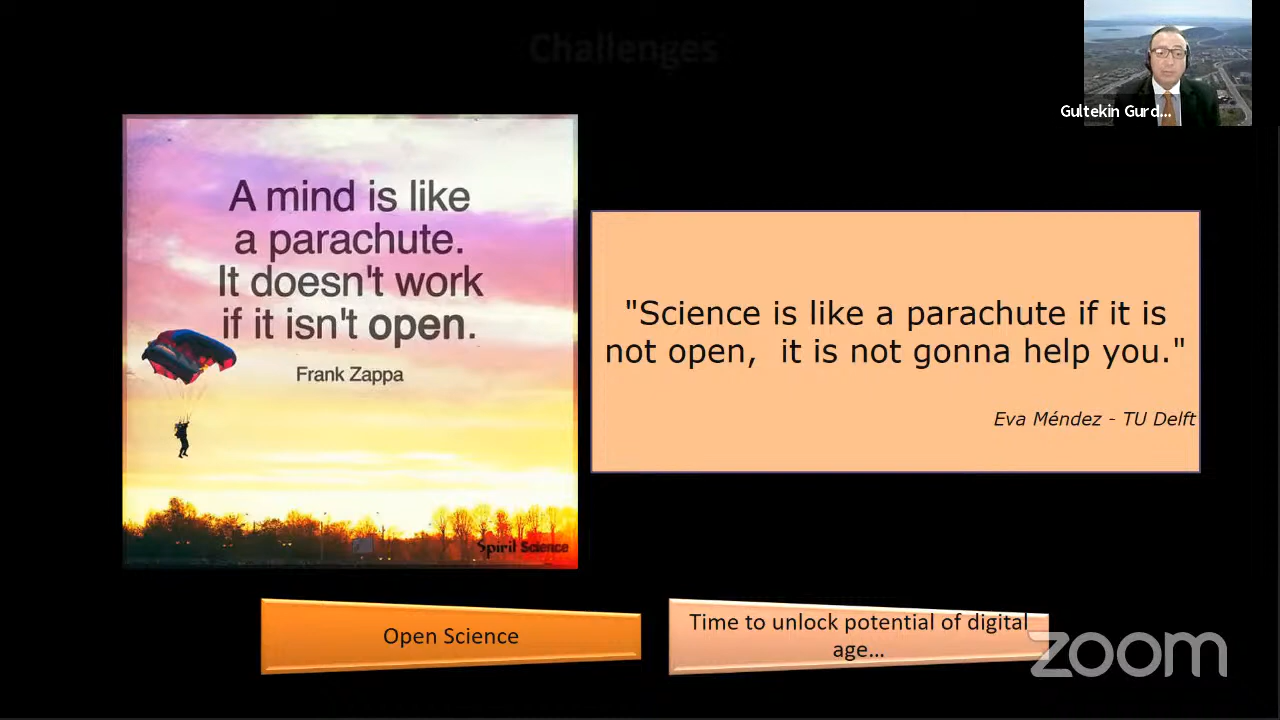 Challenges
Gultekin Gurd...
A mind is like
a parachute.
It doesn't work
if it isn't open.
Frank Zappa
Spirit Science
"Science is like a parachute if it is
not open, it is not gonna help you."
Eva Méndez - TU Delft
Open Science
Time to unlock potential of digital
age...
zoom